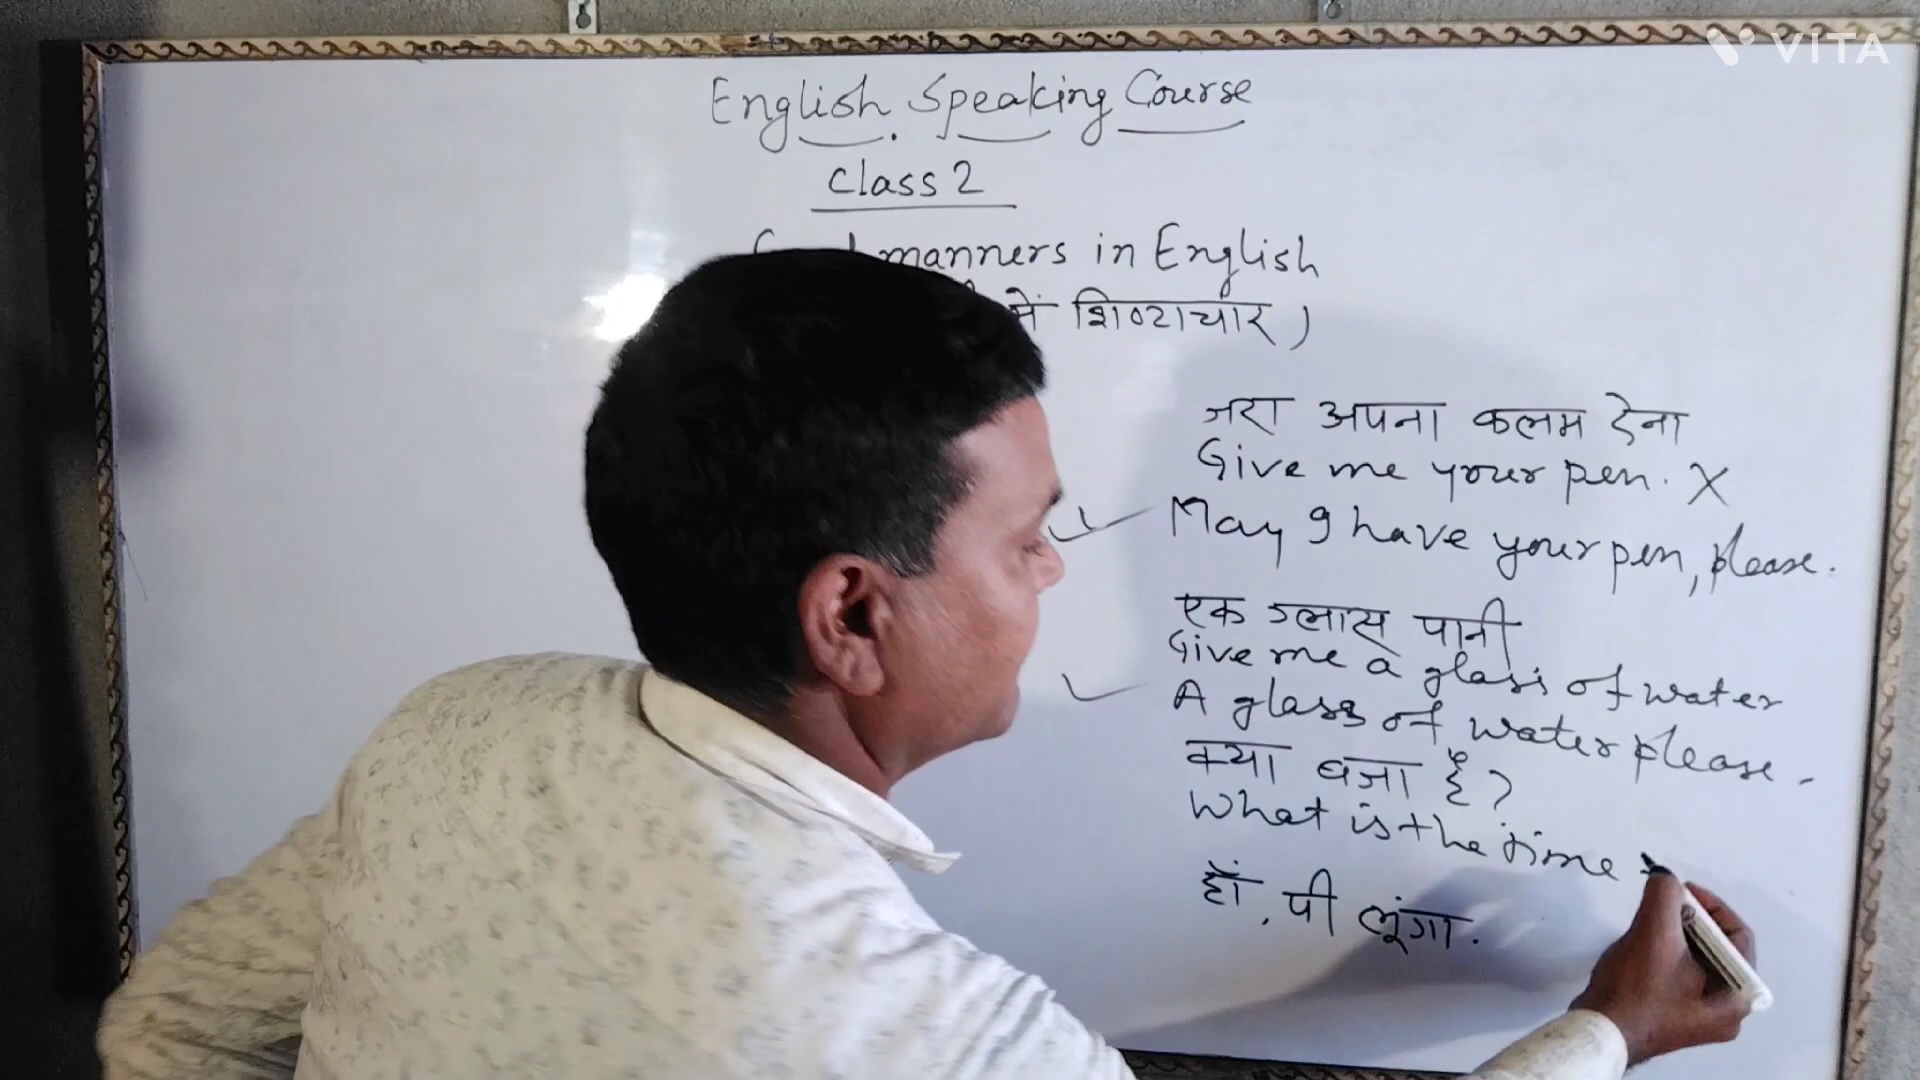 VITA
English Speaking Course
Class 2
manners in English
में शिष्टाचार )
जरा अपना कलम देना
Give me your pen. X
May I have your pen, please.
एक ग्लास पानी
Give me a glass of water
A glass of water please.
क्या बजा है ?
What is the time
हाँ, पी लूंगा.